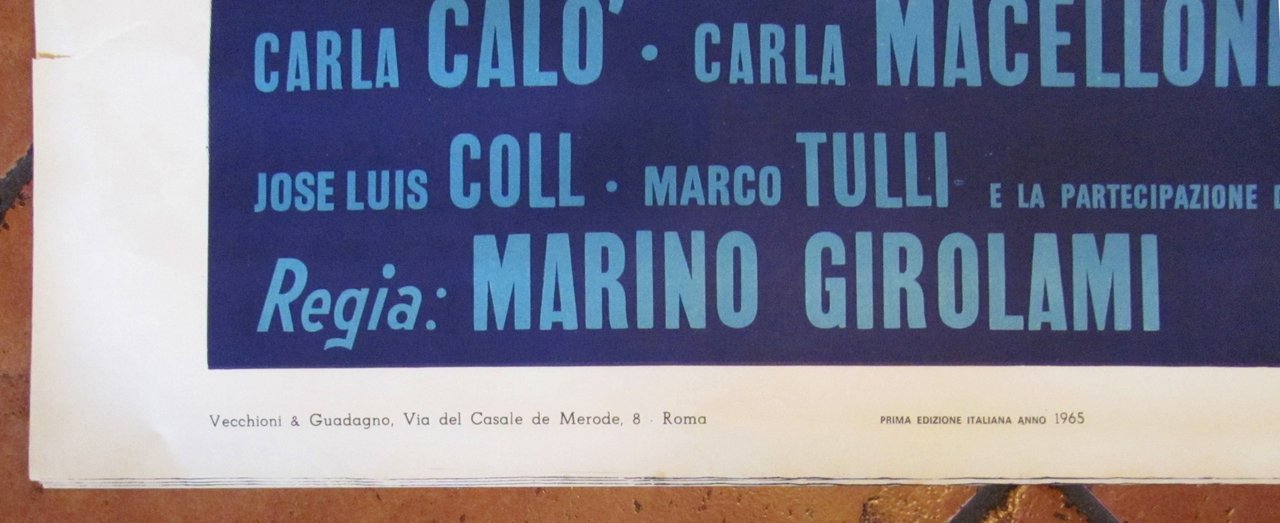 CARLA CALO' · CARLA MACELLONI
JOSE LUIS COLL · MARCO TULLI E LA PARTECIPAZIONE
Regia: MARINO GIROLAMI
Vecchioni & Guadagno, Via del Casale de Merode, 8 · Roma
PRIMA EDIZIONE ITALIANA ANNO 1965